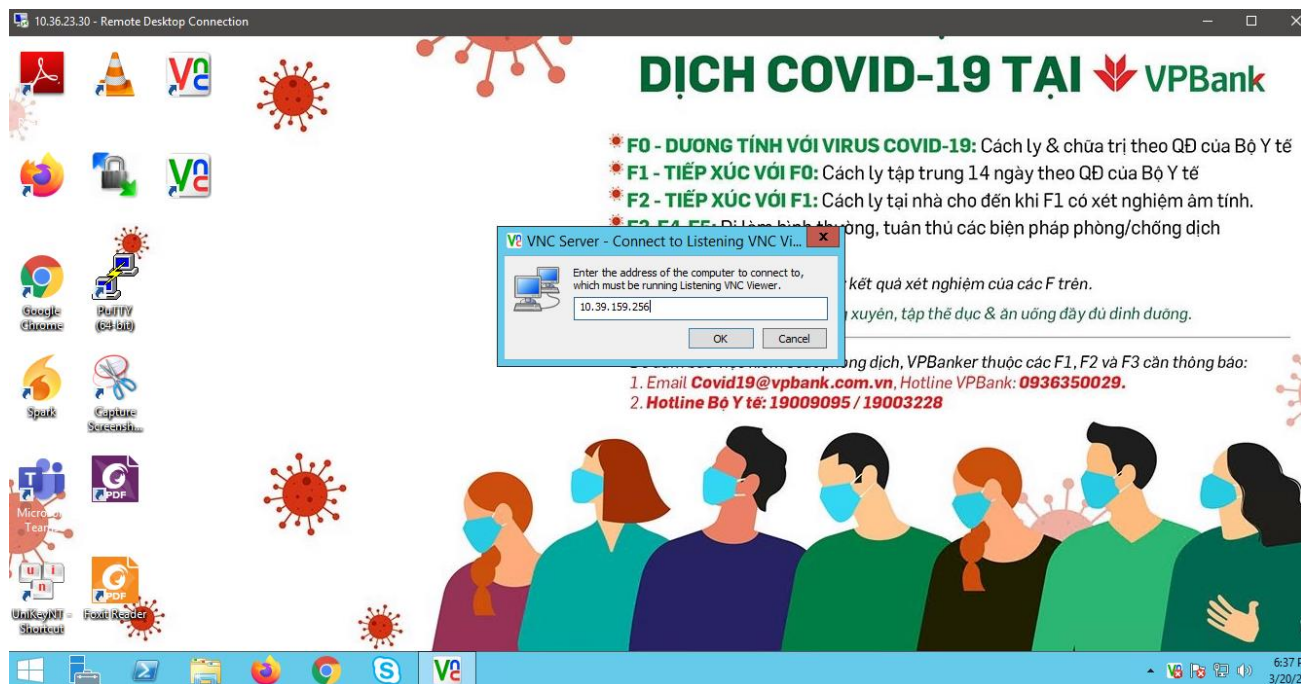 10.36.23.30 - Remote Desktop Connection
DỊCH COVID-19 TẠI VPBank
F0 - DƯƠNG TÍNH VỚI VIRUS COVID-19: Cách ly & chữa trị theo QĐ của Bộ Y tế
F1 - TIẾP XÚC VỚI F0: Cách ly tập trung 14 ngày theo QĐ của Bộ Y tế
F2 - TIẾP XÚC VỚI F1: Cách ly tại nhà cho đến khi F1 có xét nghiệm âm tính.
tuân thủ các biện pháp phòng/chống dịch
VNC Server - Connect to Listening VNC Vi...
Enter the address of the computer to connect to,
which must be running Listening VNC Viewer.
10.39.159.256
OK Cancel
kết quả xét nghiệm của các F trên.
xuyên, tập thể dục & ăn uống đầy đủ dinh dưỡng.
dịch, VPBanker thuộc các F1, F2 và F3 cần thông báo:
1. Email Covid19@vpbank.com.vn, Hotline VPBank: 0936350029.
2. Hotline Bộ Y tế: 19009095 / 19003228
Google
Chrome
PuTTY
(64-bit)
Spark
Capture
Screensh...
Micro
Team
UniKeyNT -
Shortcut
Foxit Reader
6:37 P
3/20/2